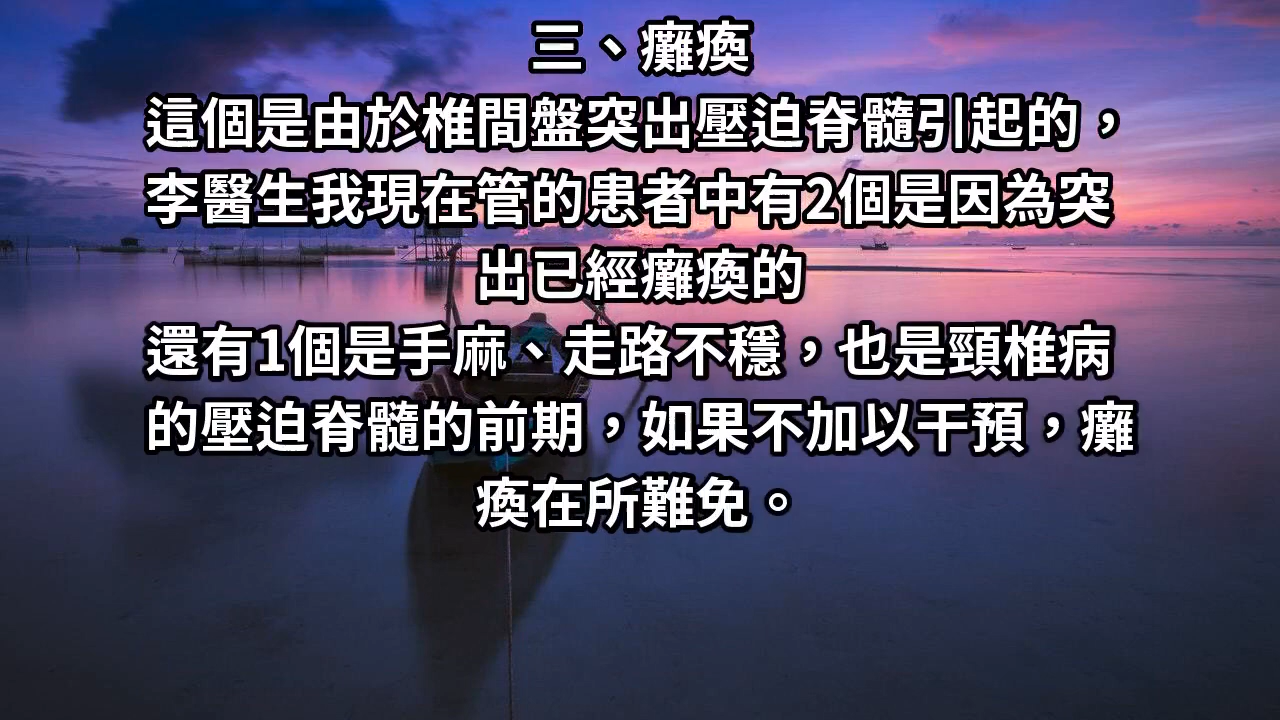 三、癱瘓
這個是由於椎間盤突出壓迫脊髓引起的，
李醫生我現在管的患者中有2個是因為突
出已經癱瘓的
還有1個是手麻、走路不穩，也是頸椎病
的壓迫脊髓的前期，如果不加以干預，癱
瘓在所難免。